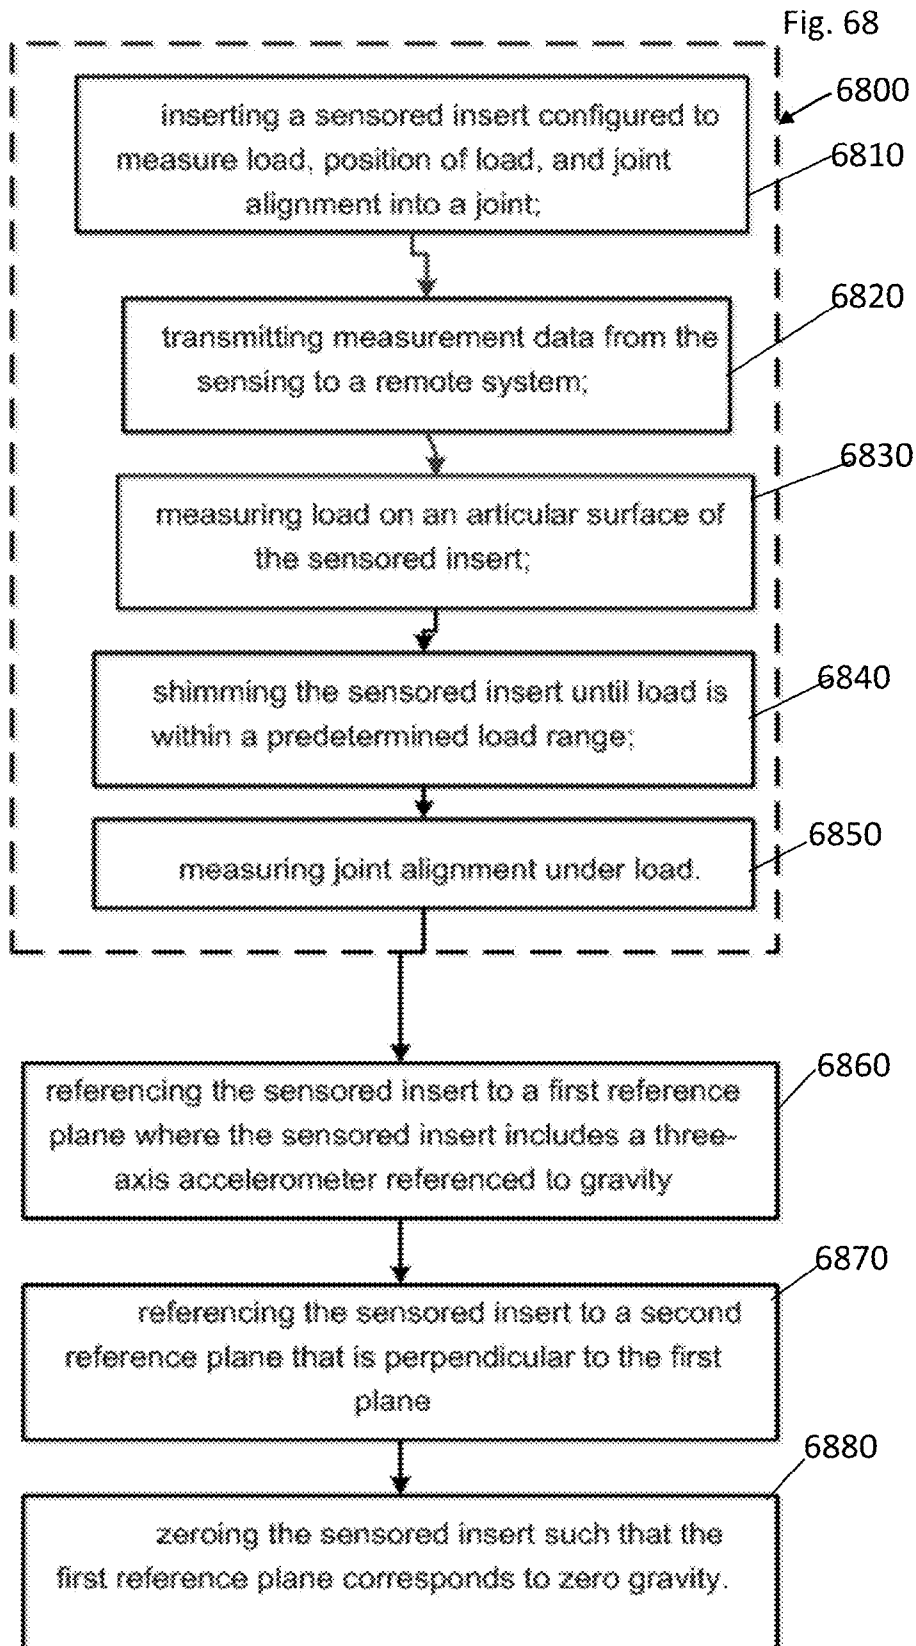 Fig. 68
6800
inserting a sensored insert configured to
measure load, position of load, and joint
alignment into a joint;
6810
transmitting measurement data from the
sensing to a remote system;
6820
measuring load on an articular surface of
the sensored insert;
6830
shimming the sensored insert until load is
within a predetermined load range;
6840
measuring joint alignment under load.
6850
referencing the sensored insert to a first reference
plane where the sensored insert includes a three-
axis accelerometer referenced to gravity
6860
referencing the sensored insert to a second
reference plane that is perpendicular to the first
plane
6870
zeroing the sensored insert such that the
first reference plane corresponds to zero gravity.
6880